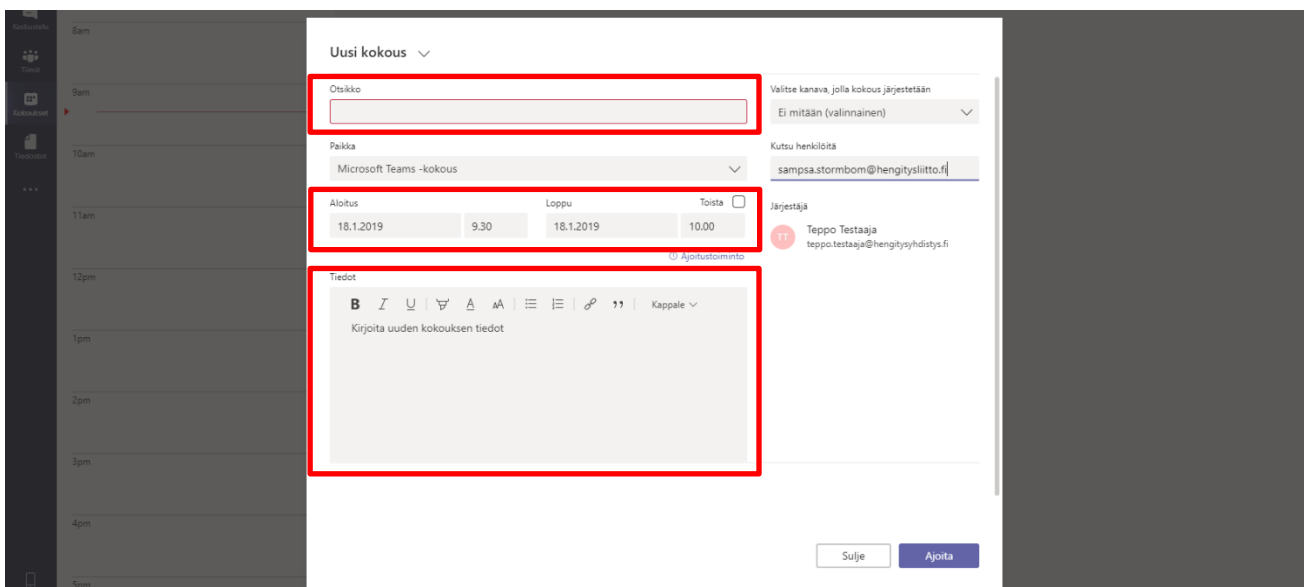 Keskustelu
Tiimit
Kokoukset
Tiedostot
8am
9am
10am
11am
12pm
1pm
2pm
3pm
4pm
5pm
Uusi kokous
Otsikko
Paikka
Microsoft Teams -kokous
Aloitus Loppu Toista
18.1.2019 9.30 18.1.2019 10.00
Ajoitustoiminto
Tiedot
B I U A AA Kappale
Kirjoita uuden kokouksen tiedot
Valitse kanava, jolla kokous järjestetään
Ei mitään (valinnainen)
Kutsu henkilöitä
sampsa.stormbom@hengitysliitto.fi
Järjestäjä
TT Teppo Testaaja
teppo.testaaja@hengitysyhdistys.fi
Sulje Ajoita